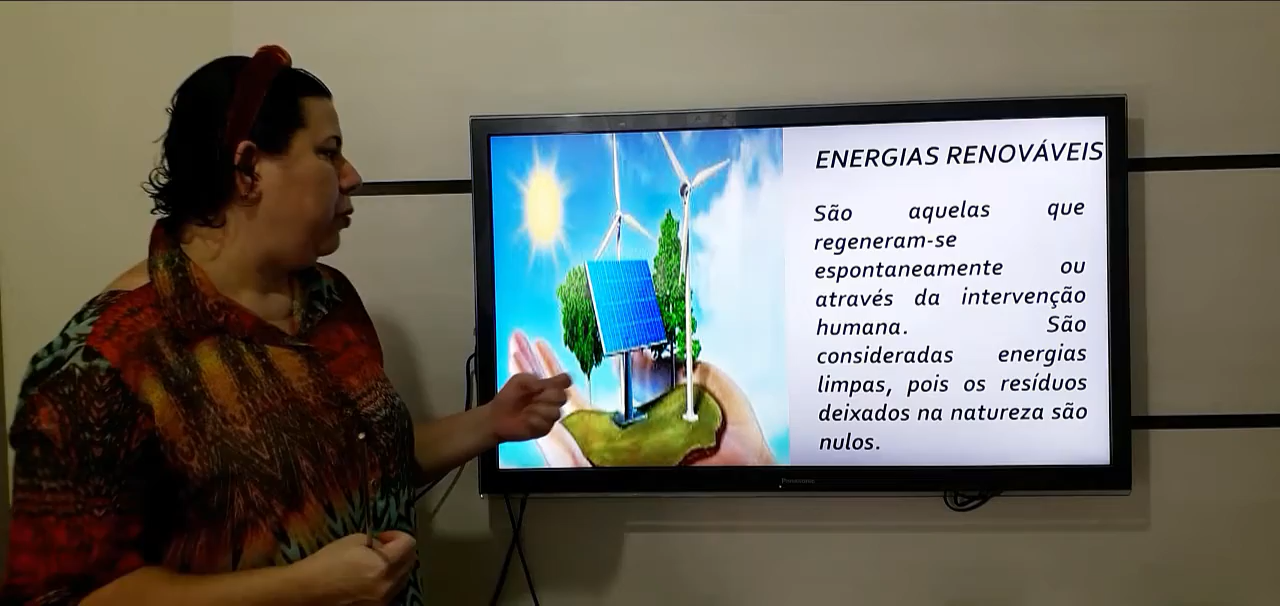 ENERGIAS RENOVÁVEIS
São aquelas que
regeneram-se
espontaneamente ou
através da intervenção
humana. São
consideradas energias
limpas, pois os resíduos
deixados na natureza são
nulos.
Panasonic